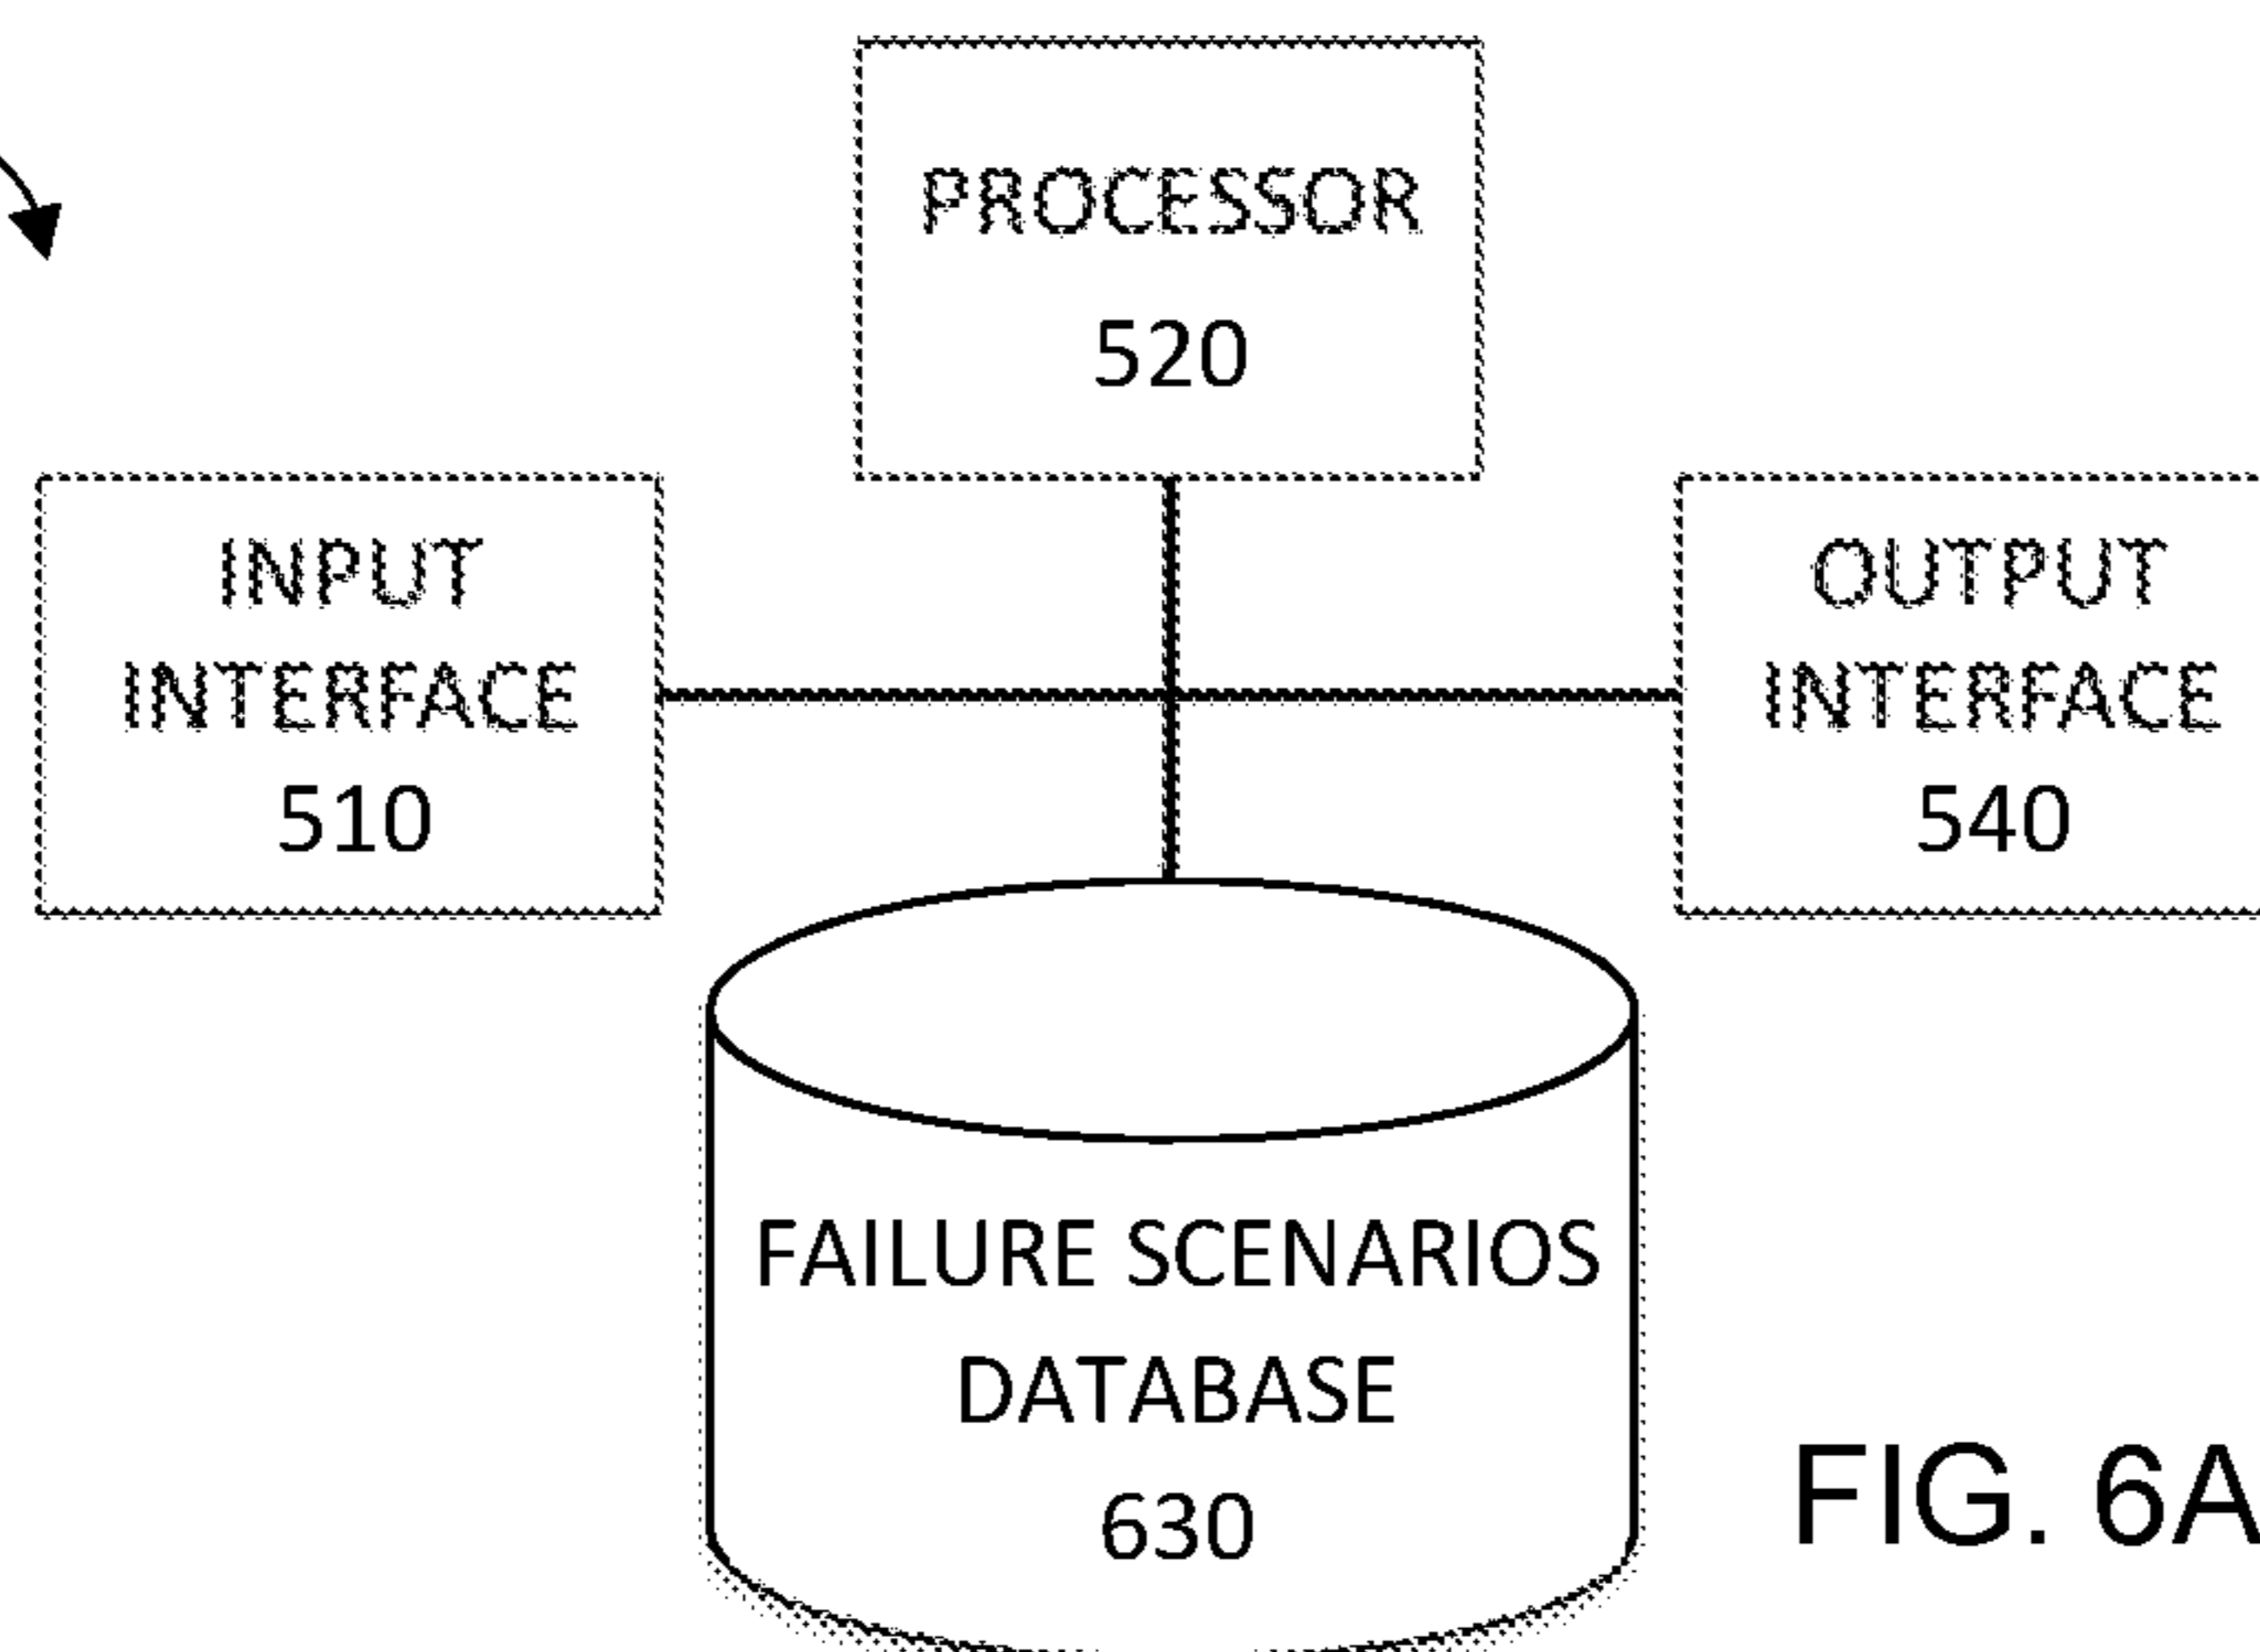 PROCESSOR
520
INPUT
INTERFACE
510
OUTPUT
INTERFACE
540
FAILURE SCENARIOS
DATABASE
630
FIG. 6A